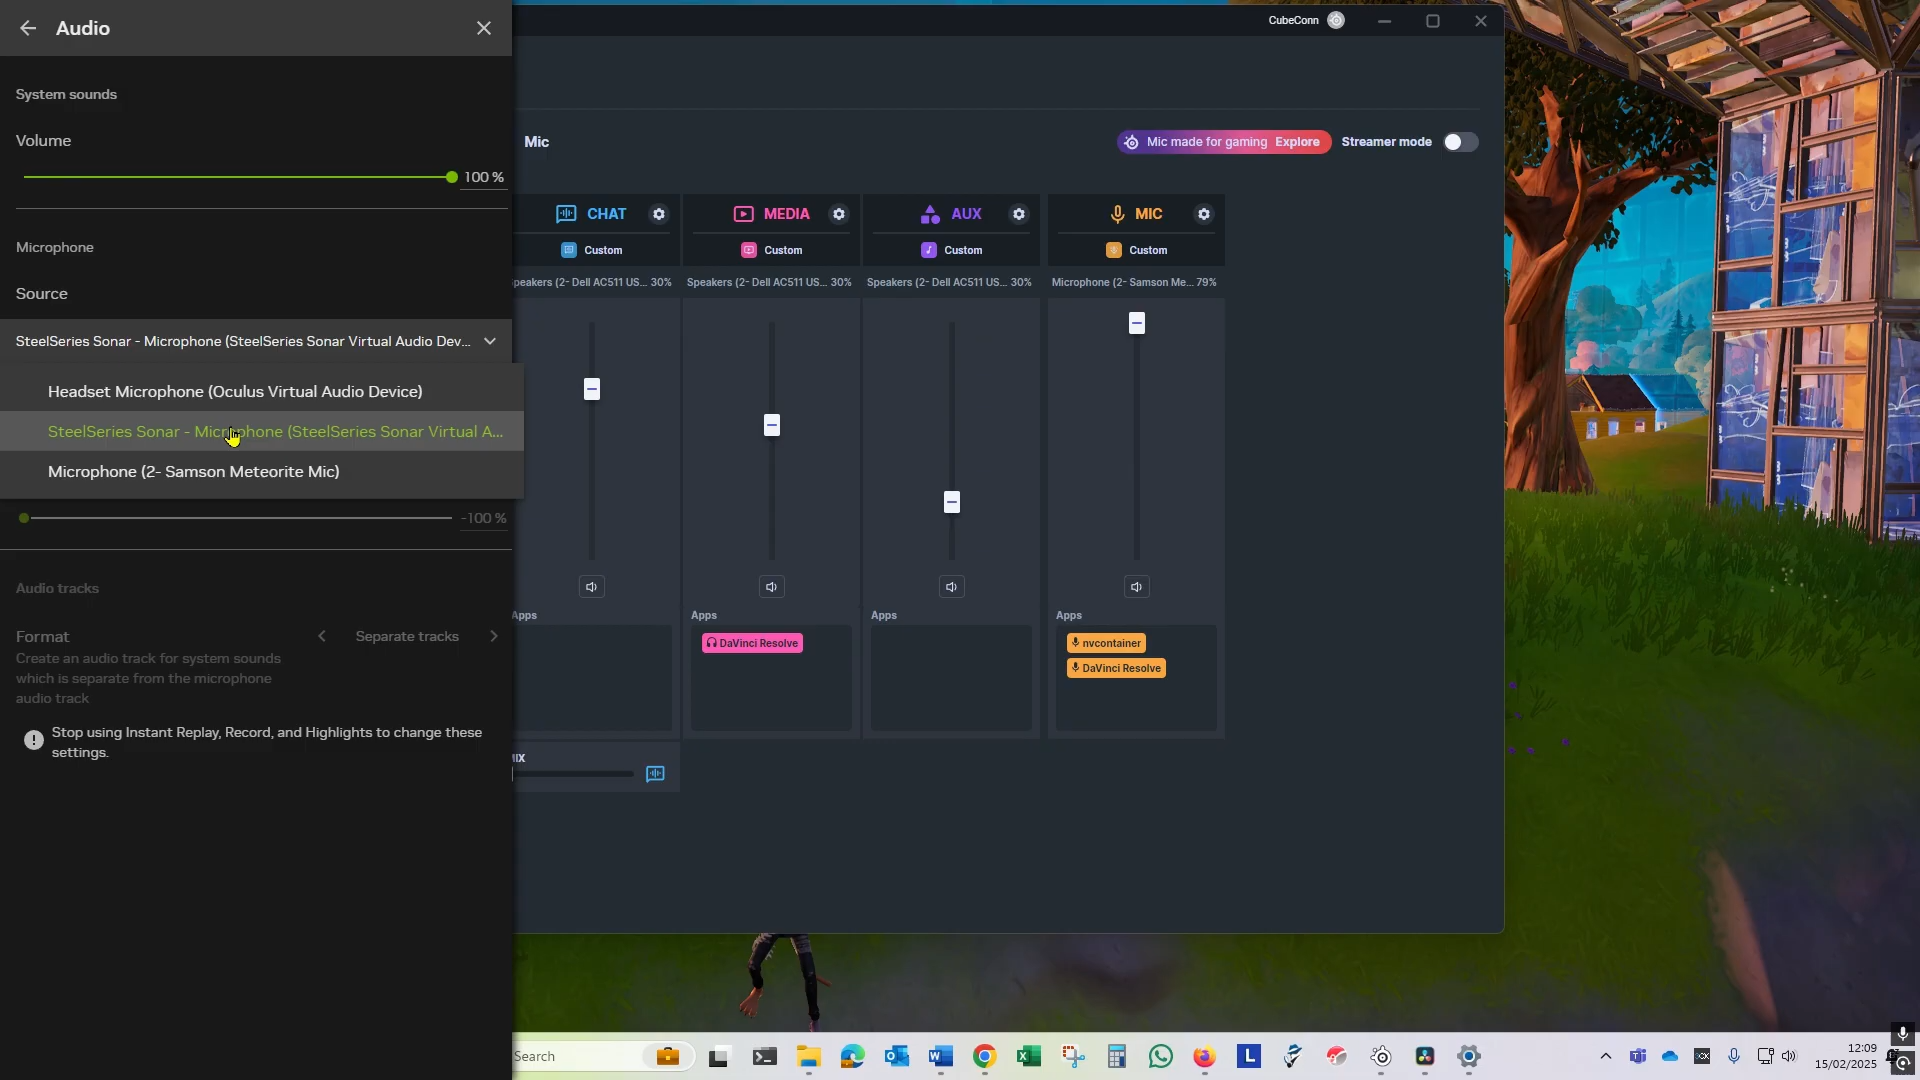 Audio
System sounds
Volume
100 %
Microphone
Source
SteelSeries Sonar - Microphone (SteelSeries Sonar Virtual Audio Dev...
Headset Microphone (Oculus Virtual Audio Device)
SteelSeries Sonar - Microphone (SteelSeries Sonar Virtual A...
Microphone (2- Samson Meteorite Mic)
-100 %
Audio tracks
Format
Separate tracks
Create an audio track for system sounds
which is separate from the microphone
audio track
Stop using Instant Replay, Record, and Highlights to change these
settings.
CubeConn
Mic
Mic made for gaming Explore
Streamer mode
CHAT
MEDIA
AUX
MIC
Custom
Custom
Custom
Custom
Speakers (2- Dell AC511 US... 30%
Speakers (2- Dell AC511 US... 30%
Speakers (2- Dell AC511 US... 30%
Microphone (2- Samson Me... 79%
Apps
Apps
Apps
Apps
DaVinci Resolve
nvcontainer
DaVinci Resolve
MIX
Search
12:09
15/02/2025